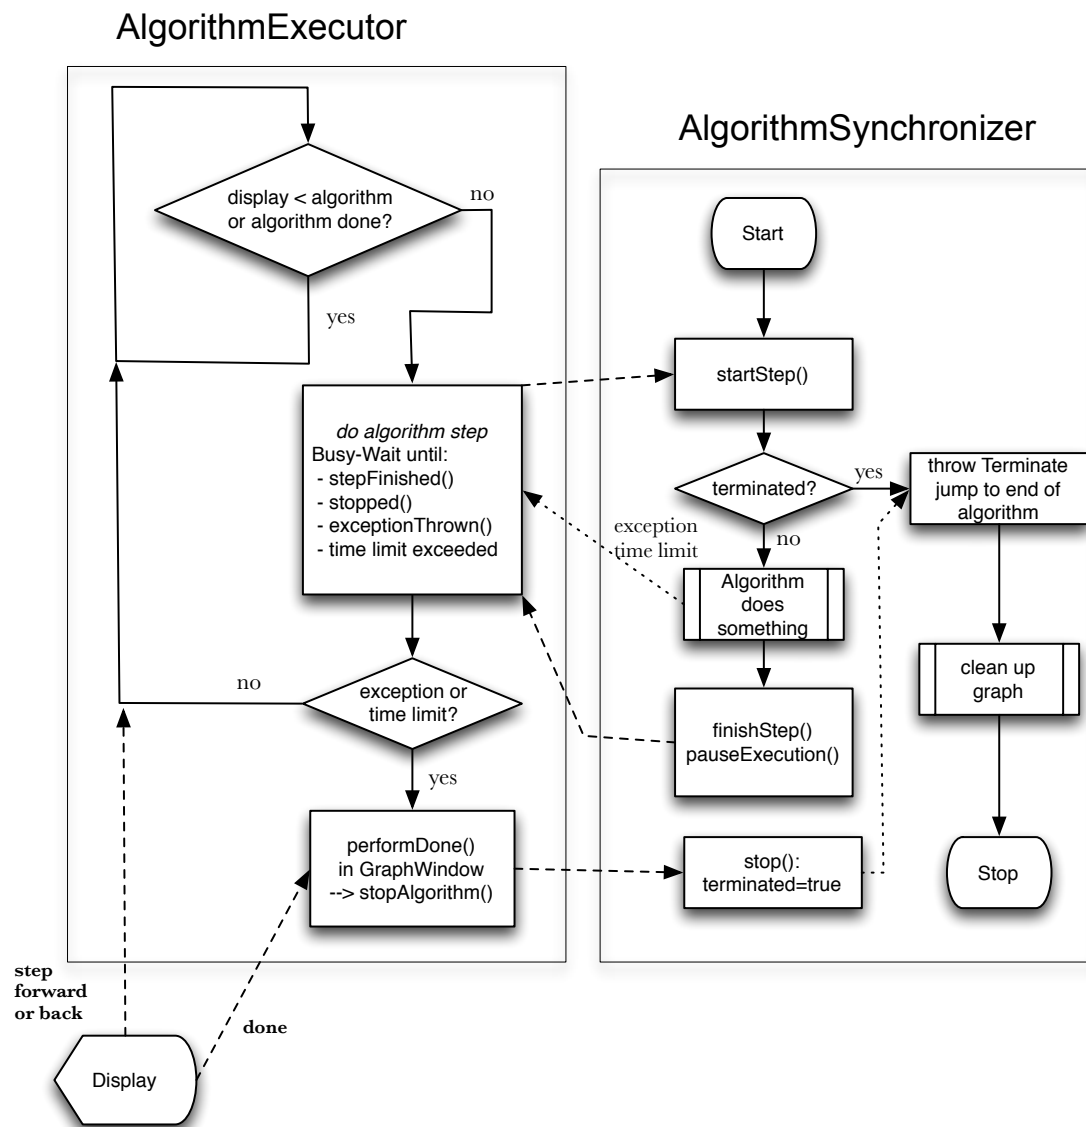 AlgorithmExecutor
display < algorithm
or algorithm done?
no
yes
do algorithm step
Busy-Wait until:
- stepFinished()
- stopped()
- exceptionThrown()
- time limit exceeded
exception or
time limit?
no
yes
performDone()
in GraphWindow
--> stopAlgorithm()
step
forward
or back
done
Display
AlgorithmSynchronizer
Start
startStep()
terminated?
yes
no
throw Terminate
jump to end of
algorithm
exception
time limit
Algorithm
does
something
clean up
graph
finishStep()
pauseExecution()
stop():
terminated=true
Stop